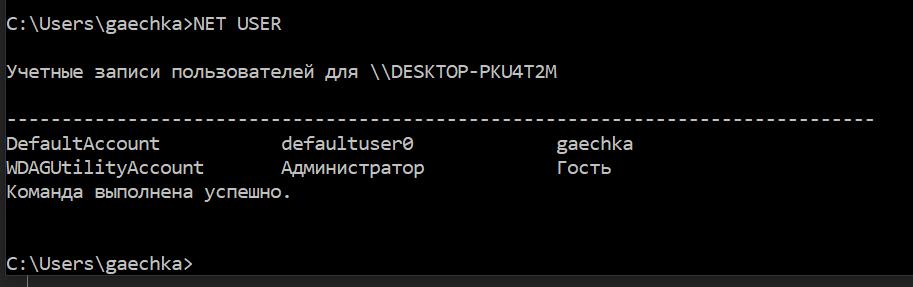 C:\Users\gaechka>NET USER
Учетные записи пользователей для \\DESKTOP-PKU4T2M
-------------------------------------------------------------------------------
DefaultAccount           defaultuser0             gaechka
WDAGUtilityAccount       Администратор            Гость
Команда выполнена успешно.
C:\Users\gaechka>